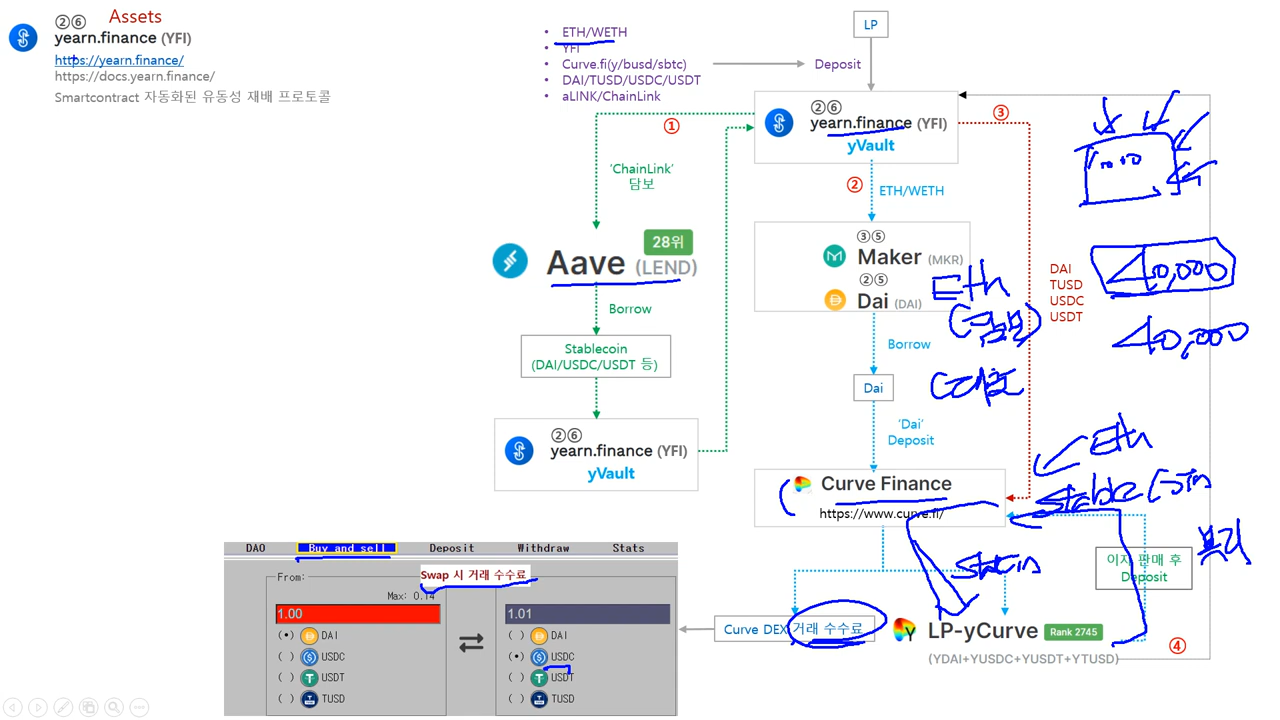 ②⑥ Assets
yearn.finance (YFI)
https://yearn.finance/
https://docs.yearn.finance/
Smartcontract 자동화된 유동성 재배 프로토콜
• ETH/WETH
• YFI
• Curve.fi(y/busd/sbtc)
• DAI/TUSD/USDC/USDT
• aLINK/ChainLink
LP
Deposit
②⑥
yearn.finance (YFI)
yVault
①
②
③
'ChainLink'
담보
ETH/WETH
28위
Aave (LEND)
③⑤
Maker (MKR)
②⑤
Dai (DAI)
Eth
DAI
TUSD
USDC
USDT
40,000
40,000
Borrow
Stablecoin
(DAI/USDC/USDT 등)
Borrow
Dai
'Dai'
Deposit
②⑥
yearn.finance (YFI)
yVault
Eth
Stable Coin
Curve Finance
https://www.curve.fi/
이자 판매 후
Deposit
복리
Curve DEX 거래 수수료
LP-yCurve Rank 2745
(YDAI+YUSDC+YUSDT+YTUSD)
④
DAO Buy and sell Deposit Withdraw Stats
Swap 시 거래 수수료
From:
Max: 0.14
1.00 1.01
(•) DAI ( ) DAI
( ) USDC (•) USDC
( ) USDT ( ) USDT
( ) TUSD ( ) TUSD